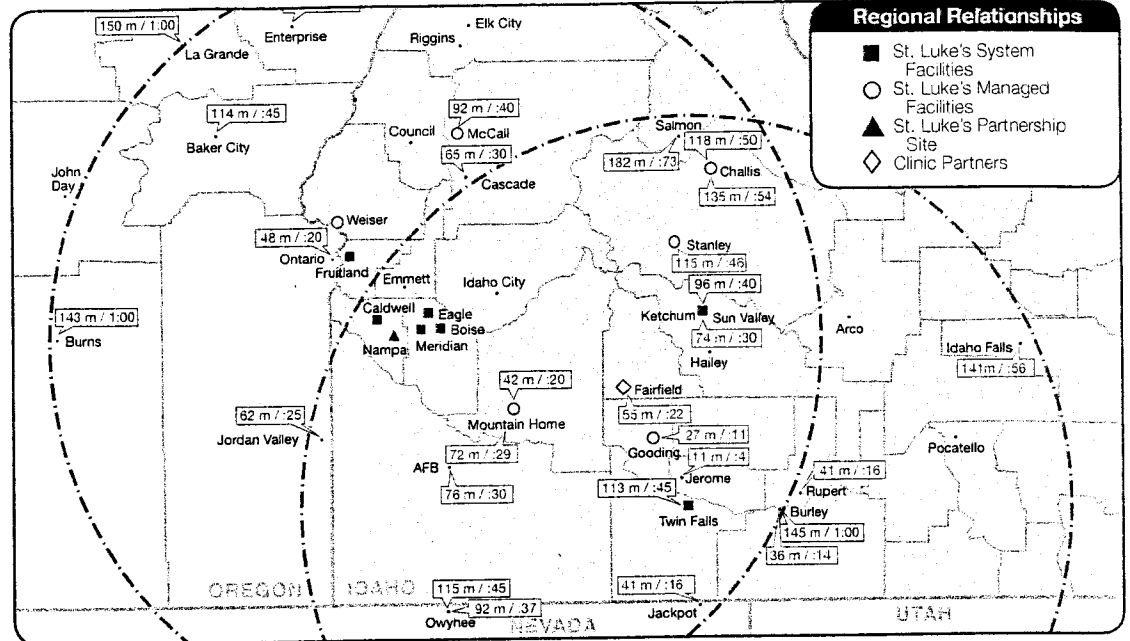 Regional Relationships
St. Luke's System
Facilities
St. Luke's Managed
Facilities
St. Luke's Partnership
Site
Clinic Partners
150 m / 1:00
La Grande
Enterprise
Elk City
Riggins
114 m / :45
Baker City
92 m / :40
McCall
Council
65 m / :30
Cascade
Salmon
118 m / :50
182 m / :73
Challis
135 m / :54
John
Day
Weiser
48 m / :20
Ontario
Fruitland
Emmett
Idaho City
Stanley
115 m / :46
96 m / :40
Ketchum
Sun Valley
74 m / :30
Hailey
Arco
143 m / 1:00
Burns
Caldwell
Eagle
Boise
Meridian
Nampa
Idaho Falls
141m / :56
42 m / :20
Mountain Home
72 m / :29
Fairfield
55 m / :22
62 m / :25
Jordan Valley
AFB
76 m / :30
27 m / :11
Gooding
11 m / :4
Jerome
113 m / :45
Twin Falls
Pocatello
41 m / :16
Rupert
Burley
145 m / 1:00
36 m / :14
OREGON
IDAHO
115 m / :45
92 m / :37
Owyhee
NEVADA
41 m / :16
Jackpot
UTAH